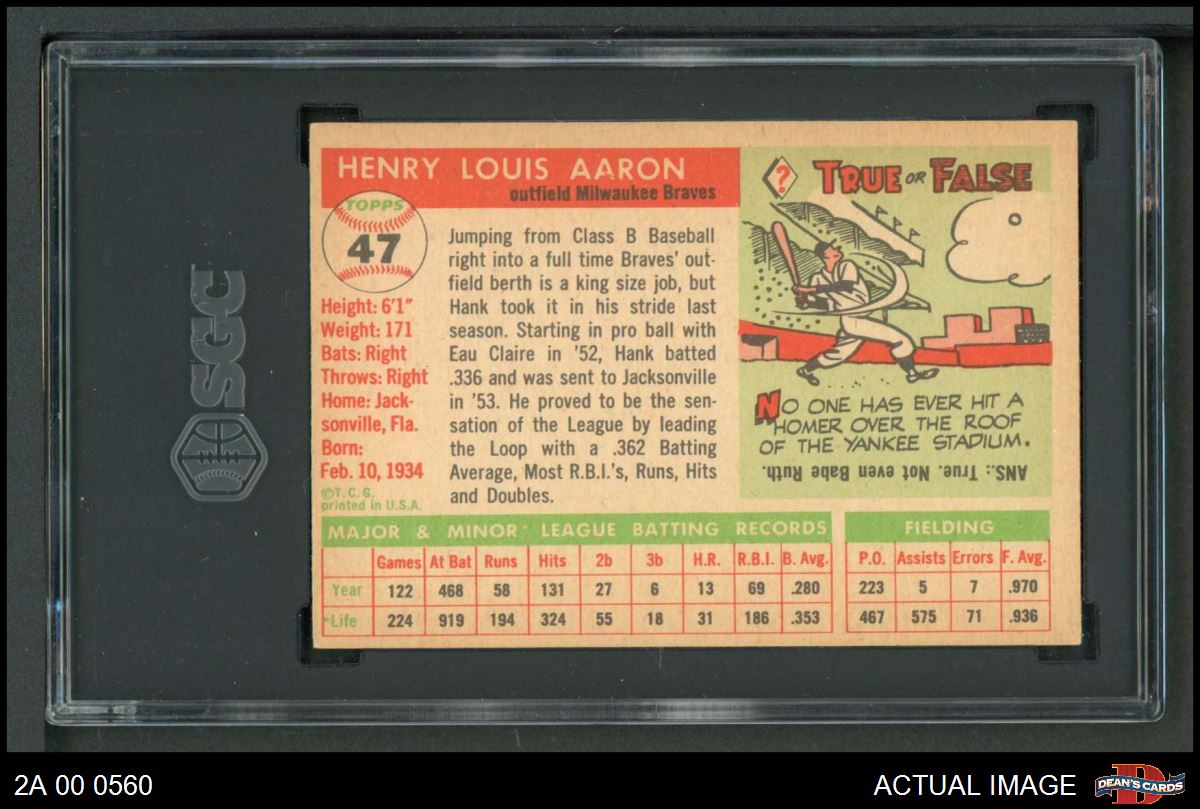 HENRY LOUIS AARON
outfield Milwaukee Braves
TOPPS
47
Height: 6'1"
Weight: 171
Bats: Right
Throws: Right
Home: Jack-
sonville, Fla.
Born:
Feb. 10, 1934
©T.C.G.
printed in U.S.A.
Jumping from Class B Baseball
right into a full time Braves' out-
field berth is a king size job, but
Hank took it in his stride last
season. Starting in pro ball with
Eau Claire in '52, Hank batted
.336 and was sent to Jacksonville
in '53. He proved to be the sen-
sation of the League by leading
the Loop with a .362 Batting
Average, Most R.B.I.'s, Runs, Hits
and Doubles.
?
TRUE OR FALSE
NO ONE HAS EVER HIT A
HOMER OVER THE ROOF
OF THE YANKEE STADIUM.
ANS.: True. Not even Babe Ruth.
MAJOR & MINOR* LEAGUE BATTING RECORDS
Games At Bat Runs Hits 2b 3b H.R. R.B.I. B. Avg.
Year 122 468 58 131 27 6 13 69 .280
*Life 224 919 194 324 55 18 31 186 .353
FIELDING
P.O. Assists Errors F. Avg.
223 5 7 .970
467 575 71 .936
SGC
2A 00 0560
ACTUAL IMAGE
D
DEAN'S CARDS